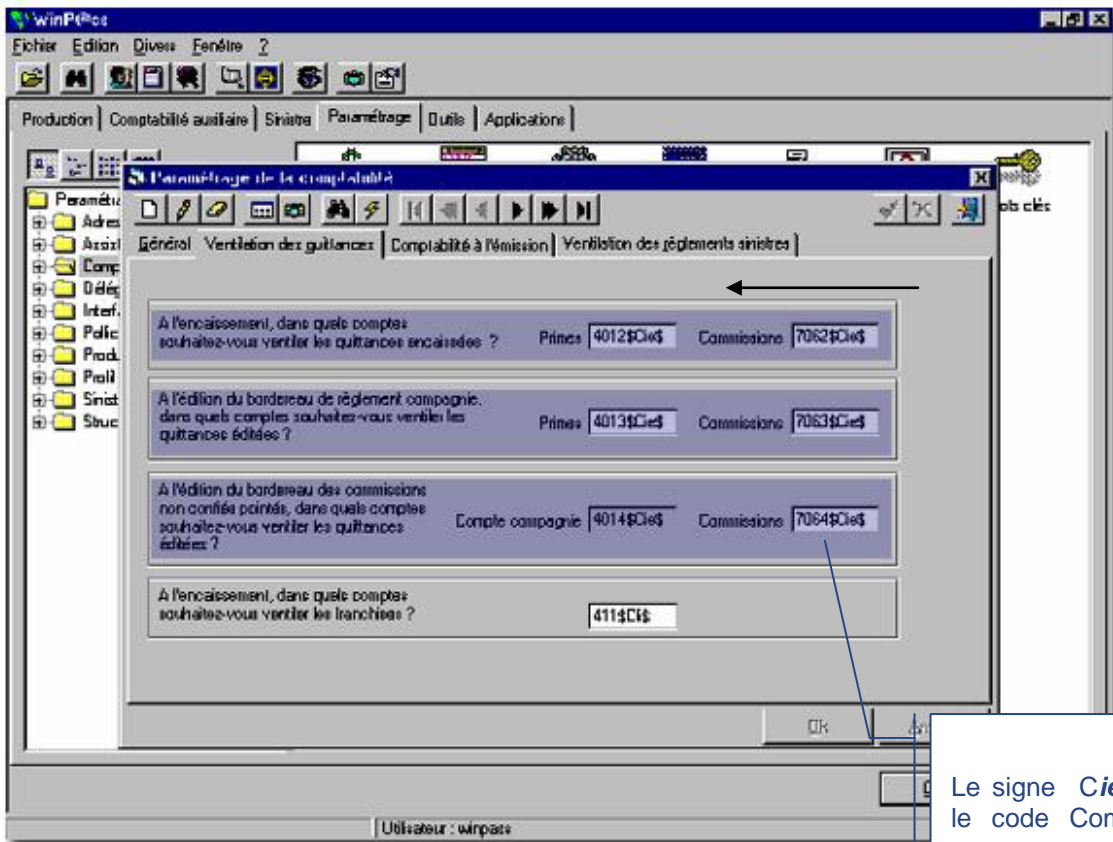 Fichier Edition Divers Fenêtre ?
Production Comptabilité auxiliaire Sinistre Paramétrage Outils Applications
Paramétrage de la comptabilité
Général Ventilation des quittances Comptabilité à l'émission Ventilation des règlements sinistres
A l'encaissement, dans quels comptes
souhaitez-vous ventiler les quittances encaissées ?
Primes 4012$Cie$ Commissions 7062$Cie$
A l'édition du bordereau de règlement compagnie,
dans quels comptes souhaitez-vous ventiler les
quittances éditées ?
Primes 4013$Cie$ Commissions 7063$Cie$
A l'édition du bordereau des commissions
non confiés pointés, dans quels comptes
souhaitez-vous ventiler les quittances
éditées ?
Compte compagnie 4014$Cie$ Commissions 7064$Cie$
A l'encaissement, dans quels comptes
souhaitez-vous ventiler les franchises ?
Ok
Le signe Cie
le code Com
Utilisateur : winpass